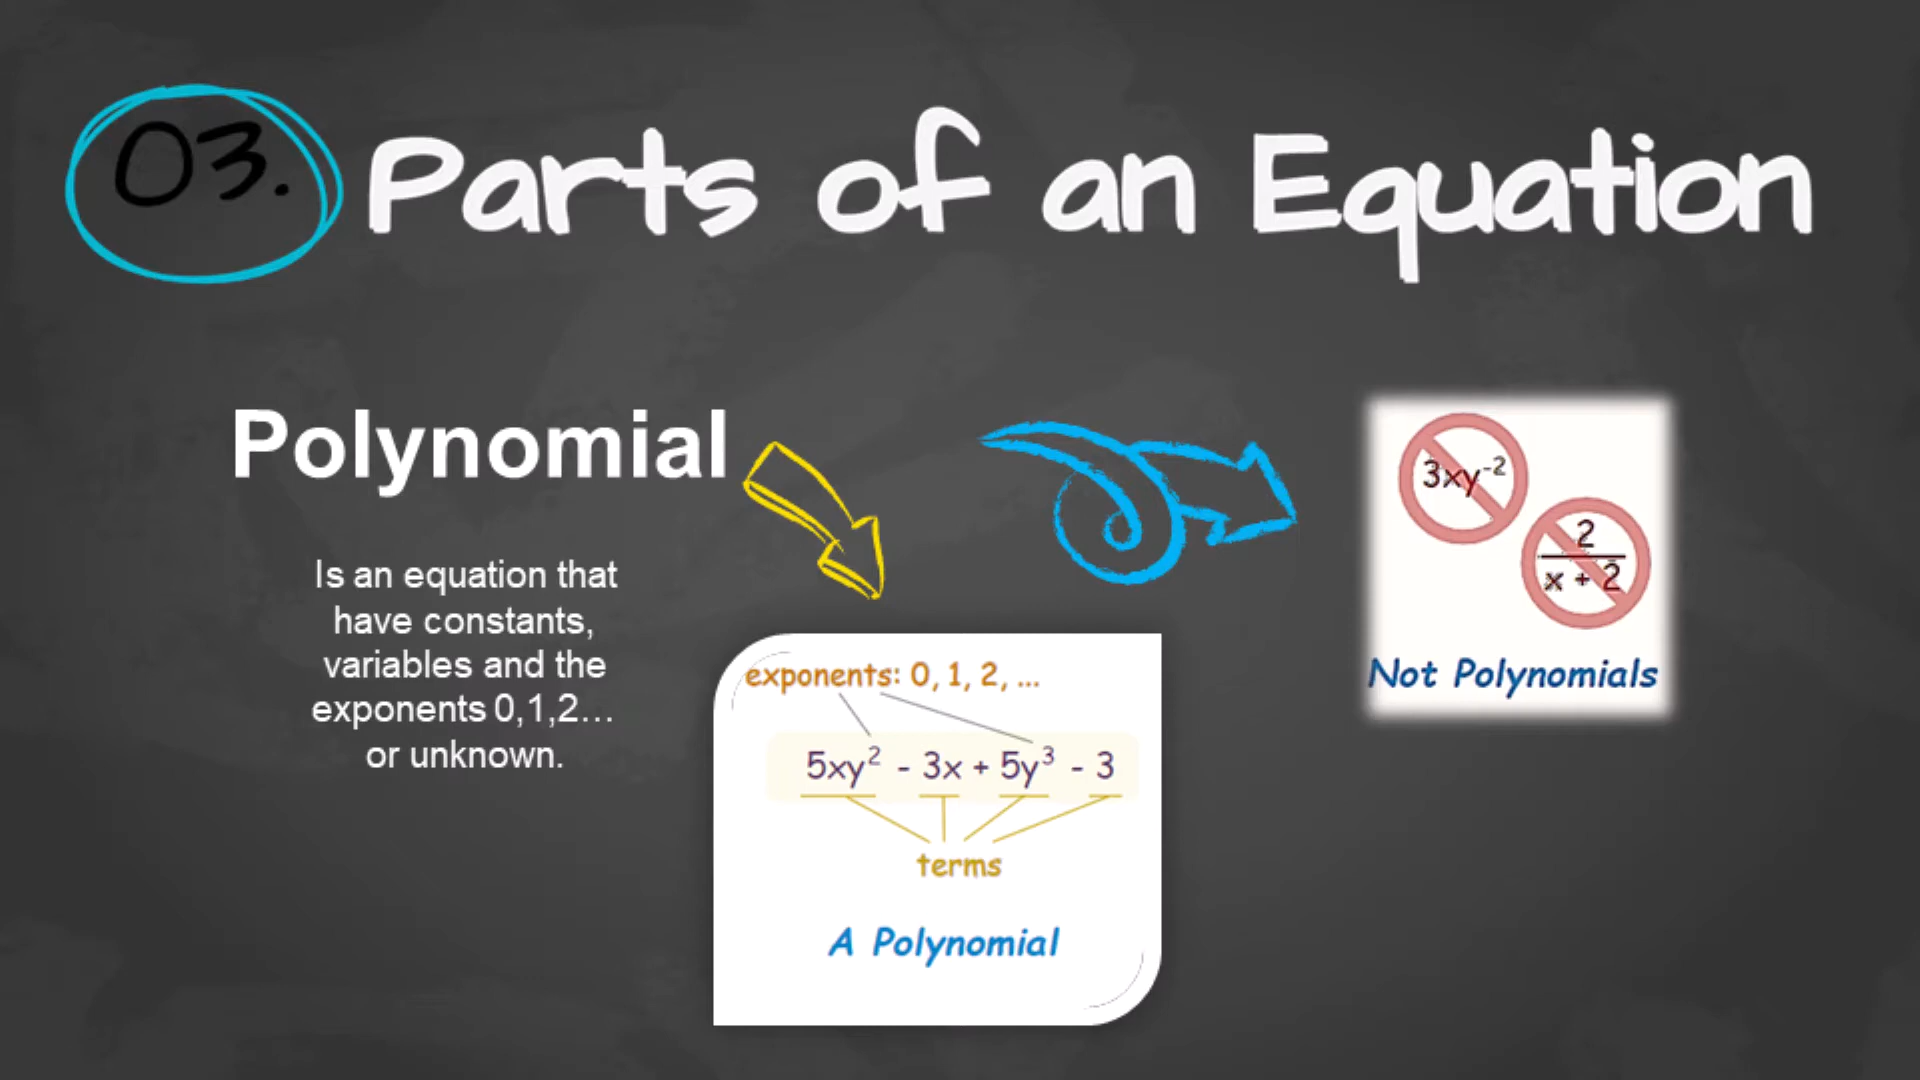 03. Parts of an Equation
Polynomial
Is an equation that
have constants,
variables and the
exponents 0,1,2...
or unknown.
exponents: 0, 1, 2, ...
5xy² - 3x + 5y³ - 3
terms
A Polynomial
3xy⁻²
2
x + 2
Not Polynomials